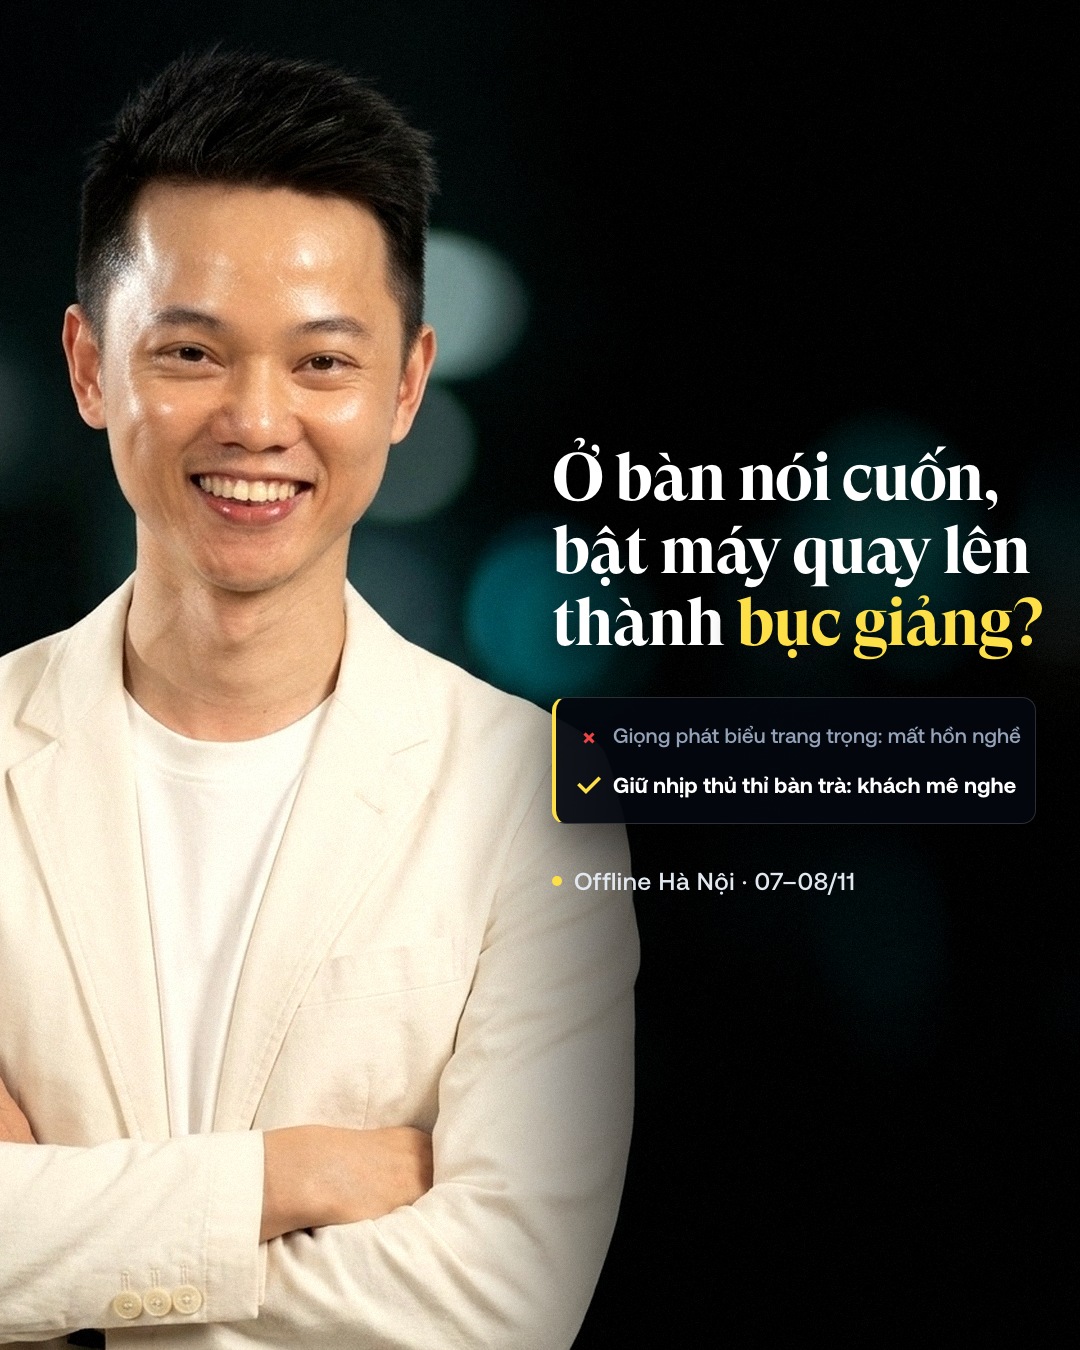 Ở bàn nói cuốn,
bật máy quay lên
thành bục giảng?
× Giọng phát biểu trang trọng: mất hồn nghề
✓ Giữ nhịp thủ thỉ bàn trà: khách mê nghe
• Offline Hà Nội · 07–08/11